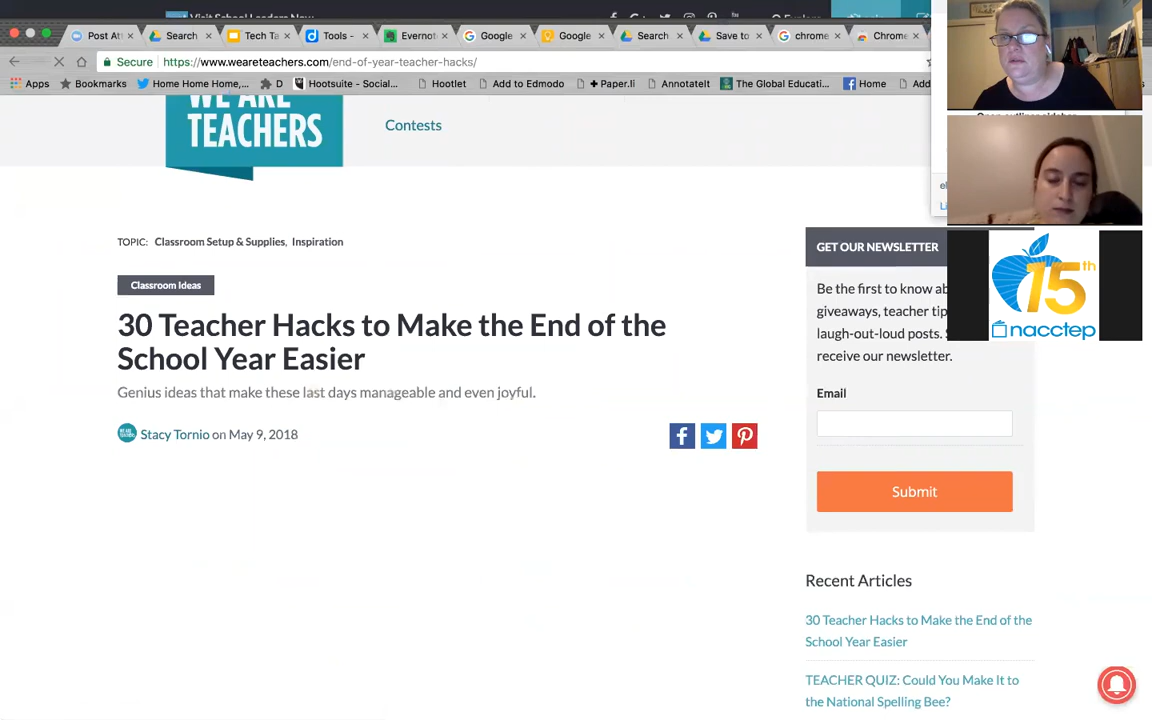 Visit School Leaders Now
Post Att
Search
Tech Ta
Tools -
Evernot
Google
Google
Search
Save to
chrome
Chrome
Secure https://www.weareteachers.com/end-of-year-teacher-hacks/
Apps Bookmarks Home Home Home,... D Hootsuite - Social... Hootlet Add to Edmodo + Paper.li AnnotateIt The Global Educati... Home Add
WE ARE
TEACHERS
Contests
TOPIC: Classroom Setup & Supplies, Inspiration
Classroom Ideas
30 Teacher Hacks to Make the End of the
School Year Easier
Genius ideas that make these last days manageable and even joyful.
Stacy Tornio on May 9, 2018
GET OUR NEWSLETTER
Be the first to know ab
giveaways, teacher tip
laugh-out-loud posts. S
receive our newsletter.
Email
Submit
15th
nacctep
Recent Articles
30 Teacher Hacks to Make the End of the
School Year Easier
TEACHER QUIZ: Could You Make It to
the National Spelling Bee?